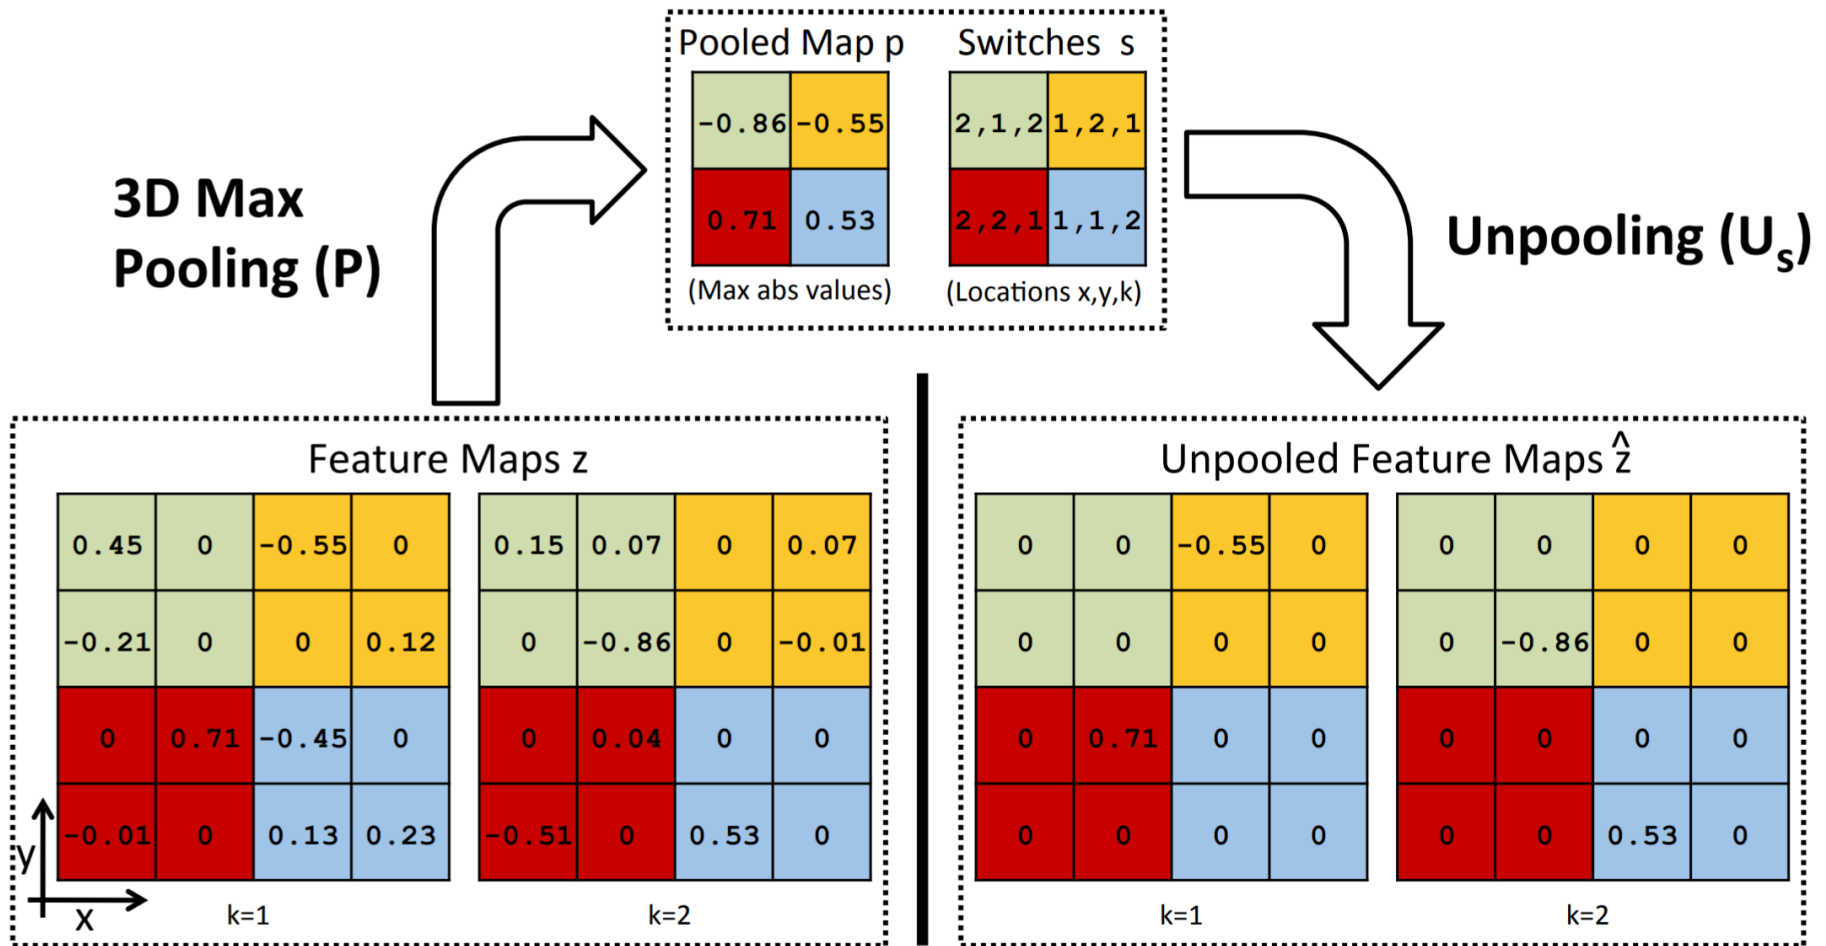 Pooled Map p Switches s
-0.86 -0.55 2,1,2 1,2,1
0.71 0.53 2,2,1 1,1,2
(Max abs values) (Locations x,y,k)
3D Max
Pooling (P)
Unpooling (Us)
Feature Maps z
0.45 0 -0.55 0 0.15 0.07 0 0.07
-0.21 0 0 0.12 0 -0.86 0 -0.01
0 0.71 -0.45 0 0 0.04 0 0
-0.01 0 0.13 0.23 -0.51 0 0.53 0
y
x
k=1 k=2
Unpooled Feature Maps ẑ
0 0 -0.55 0 0 0 0 0
0 0 0 0 0 -0.86 0 0
0 0.71 0 0 0 0 0 0
0 0 0 0 0 0 0.53 0
k=1 k=2